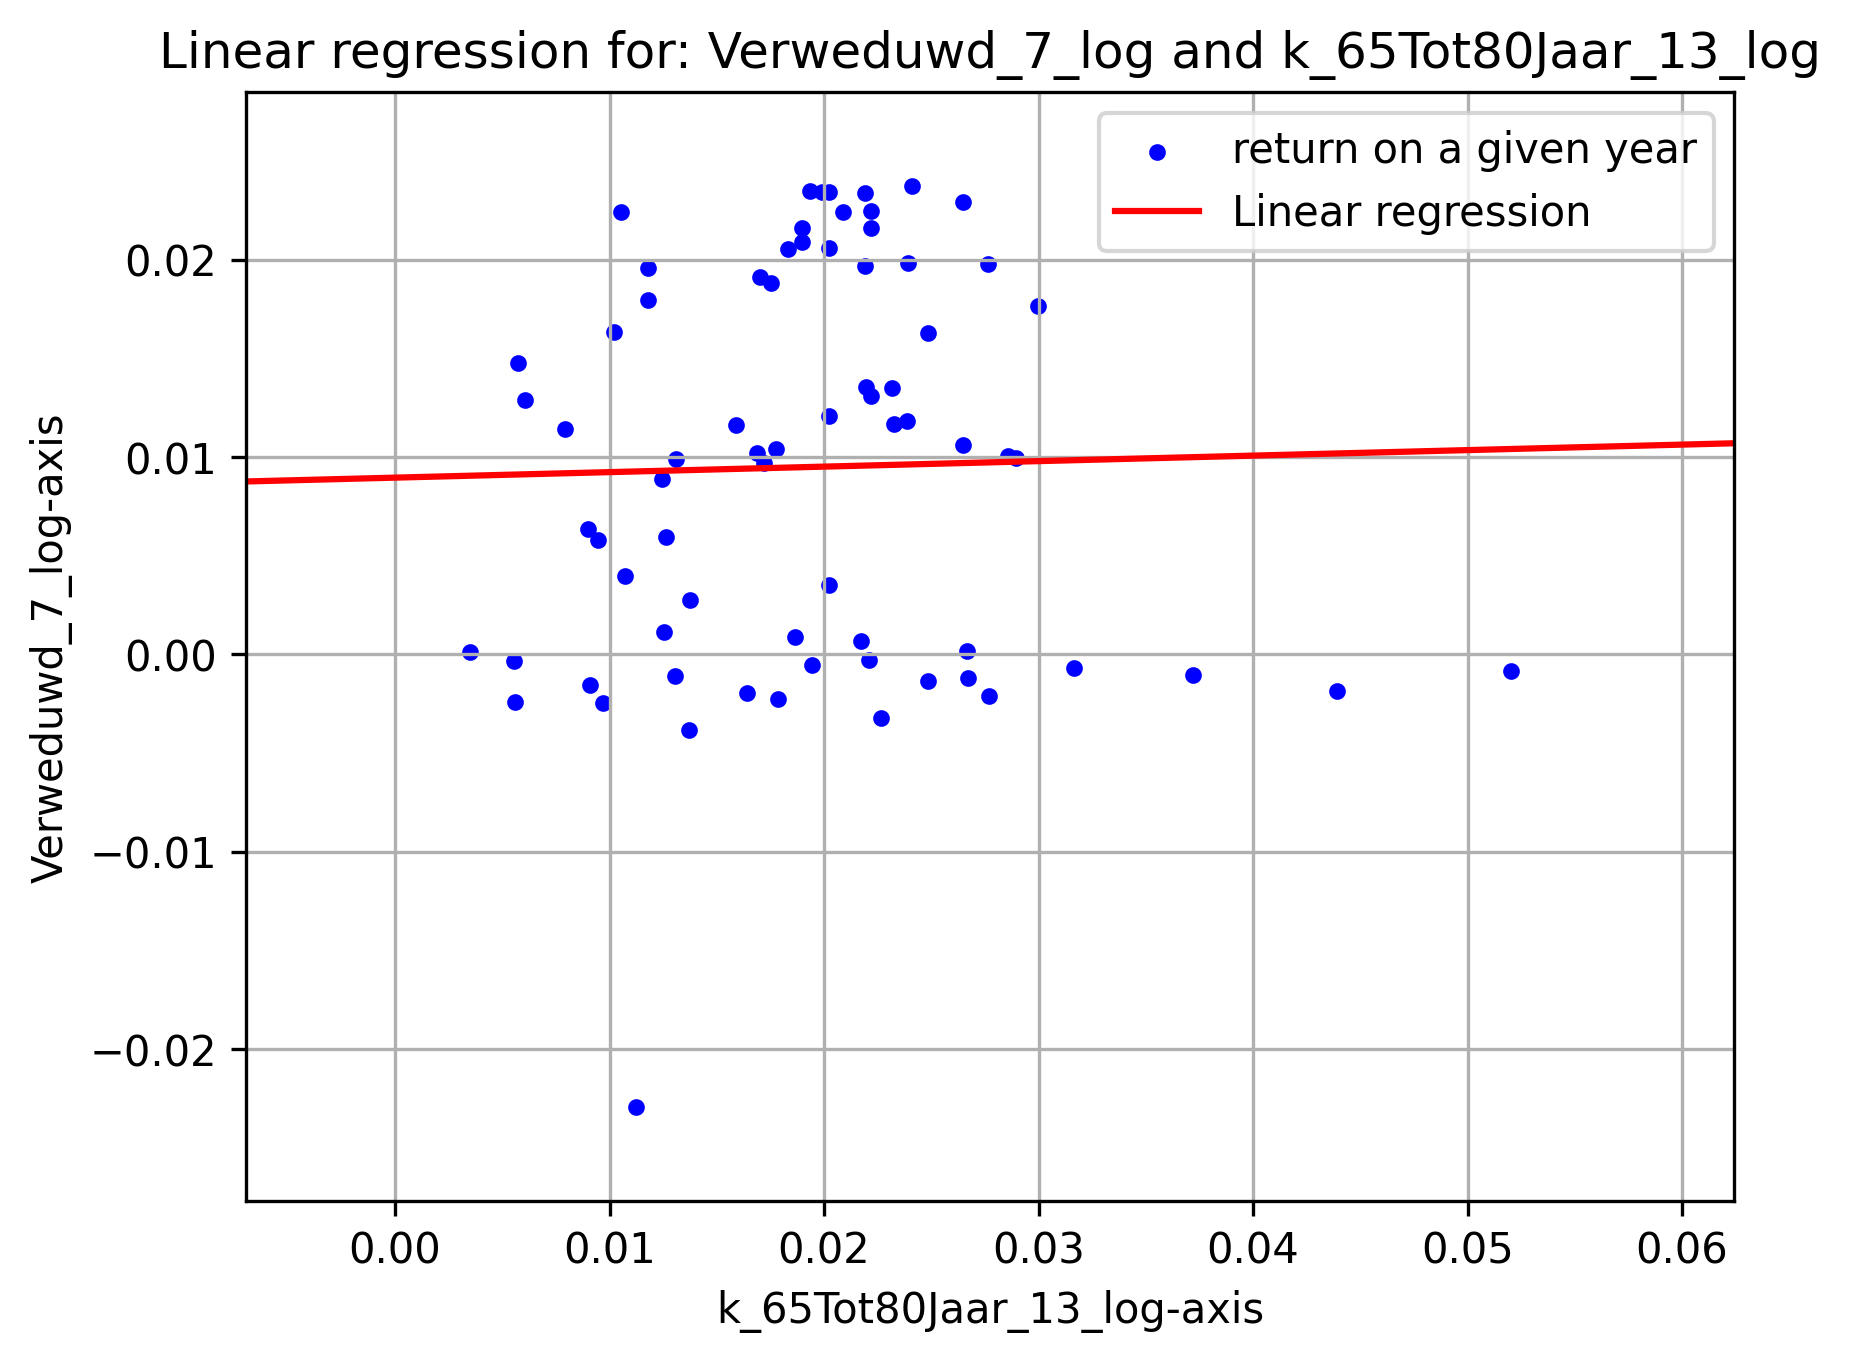 Linear regression for: Verweduwd_7_log and k_65Tot80Jaar_13_log
return on a given year
Linear regression
Verweduwd_7_log-axis
0.02
0.01
0.00
−0.01
−0.02
0.00 0.01 0.02 0.03 0.04 0.05 0.06
k_65Tot80Jaar_13_log-axis